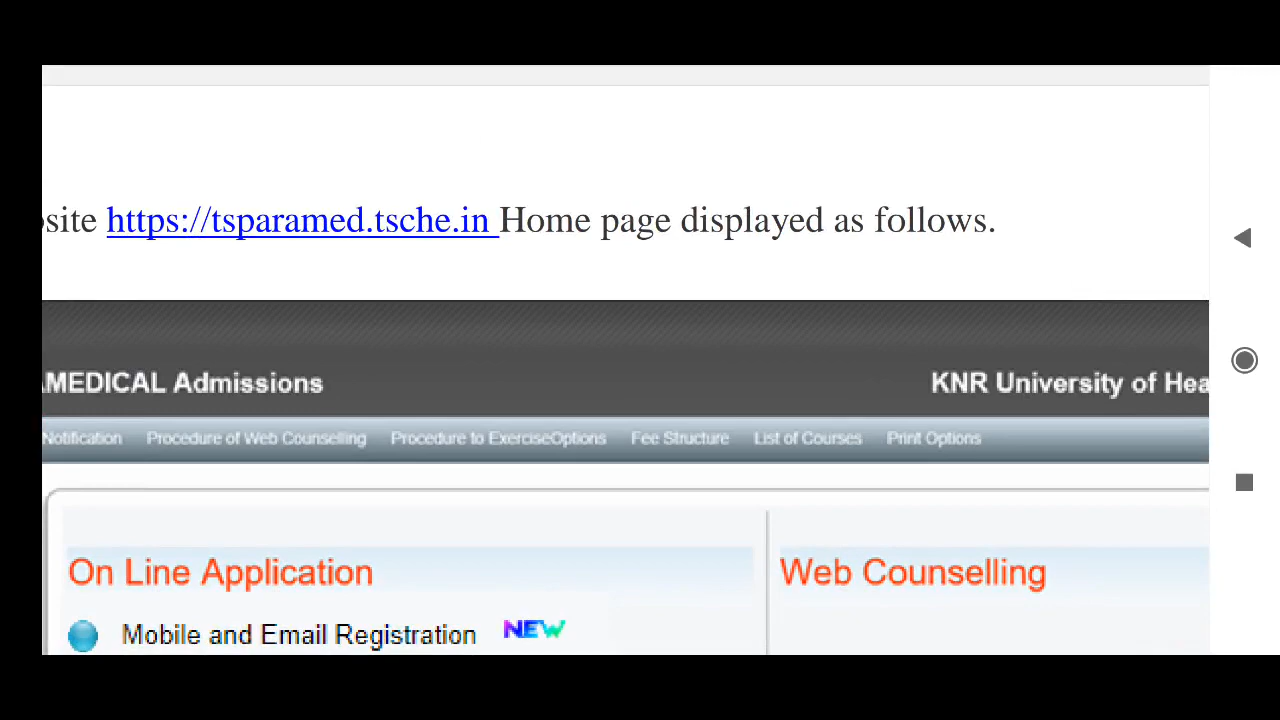 site https://tsparamed.tsche.in Home page displayed as follows.
AMEDICAL Admissions KNR University of Hea
Notification Procedure of Web Counselling Procedure to ExerciseOptions Fee Structure List of Courses Print Options
On Line Application Web Counselling
Mobile and Email Registration NEW